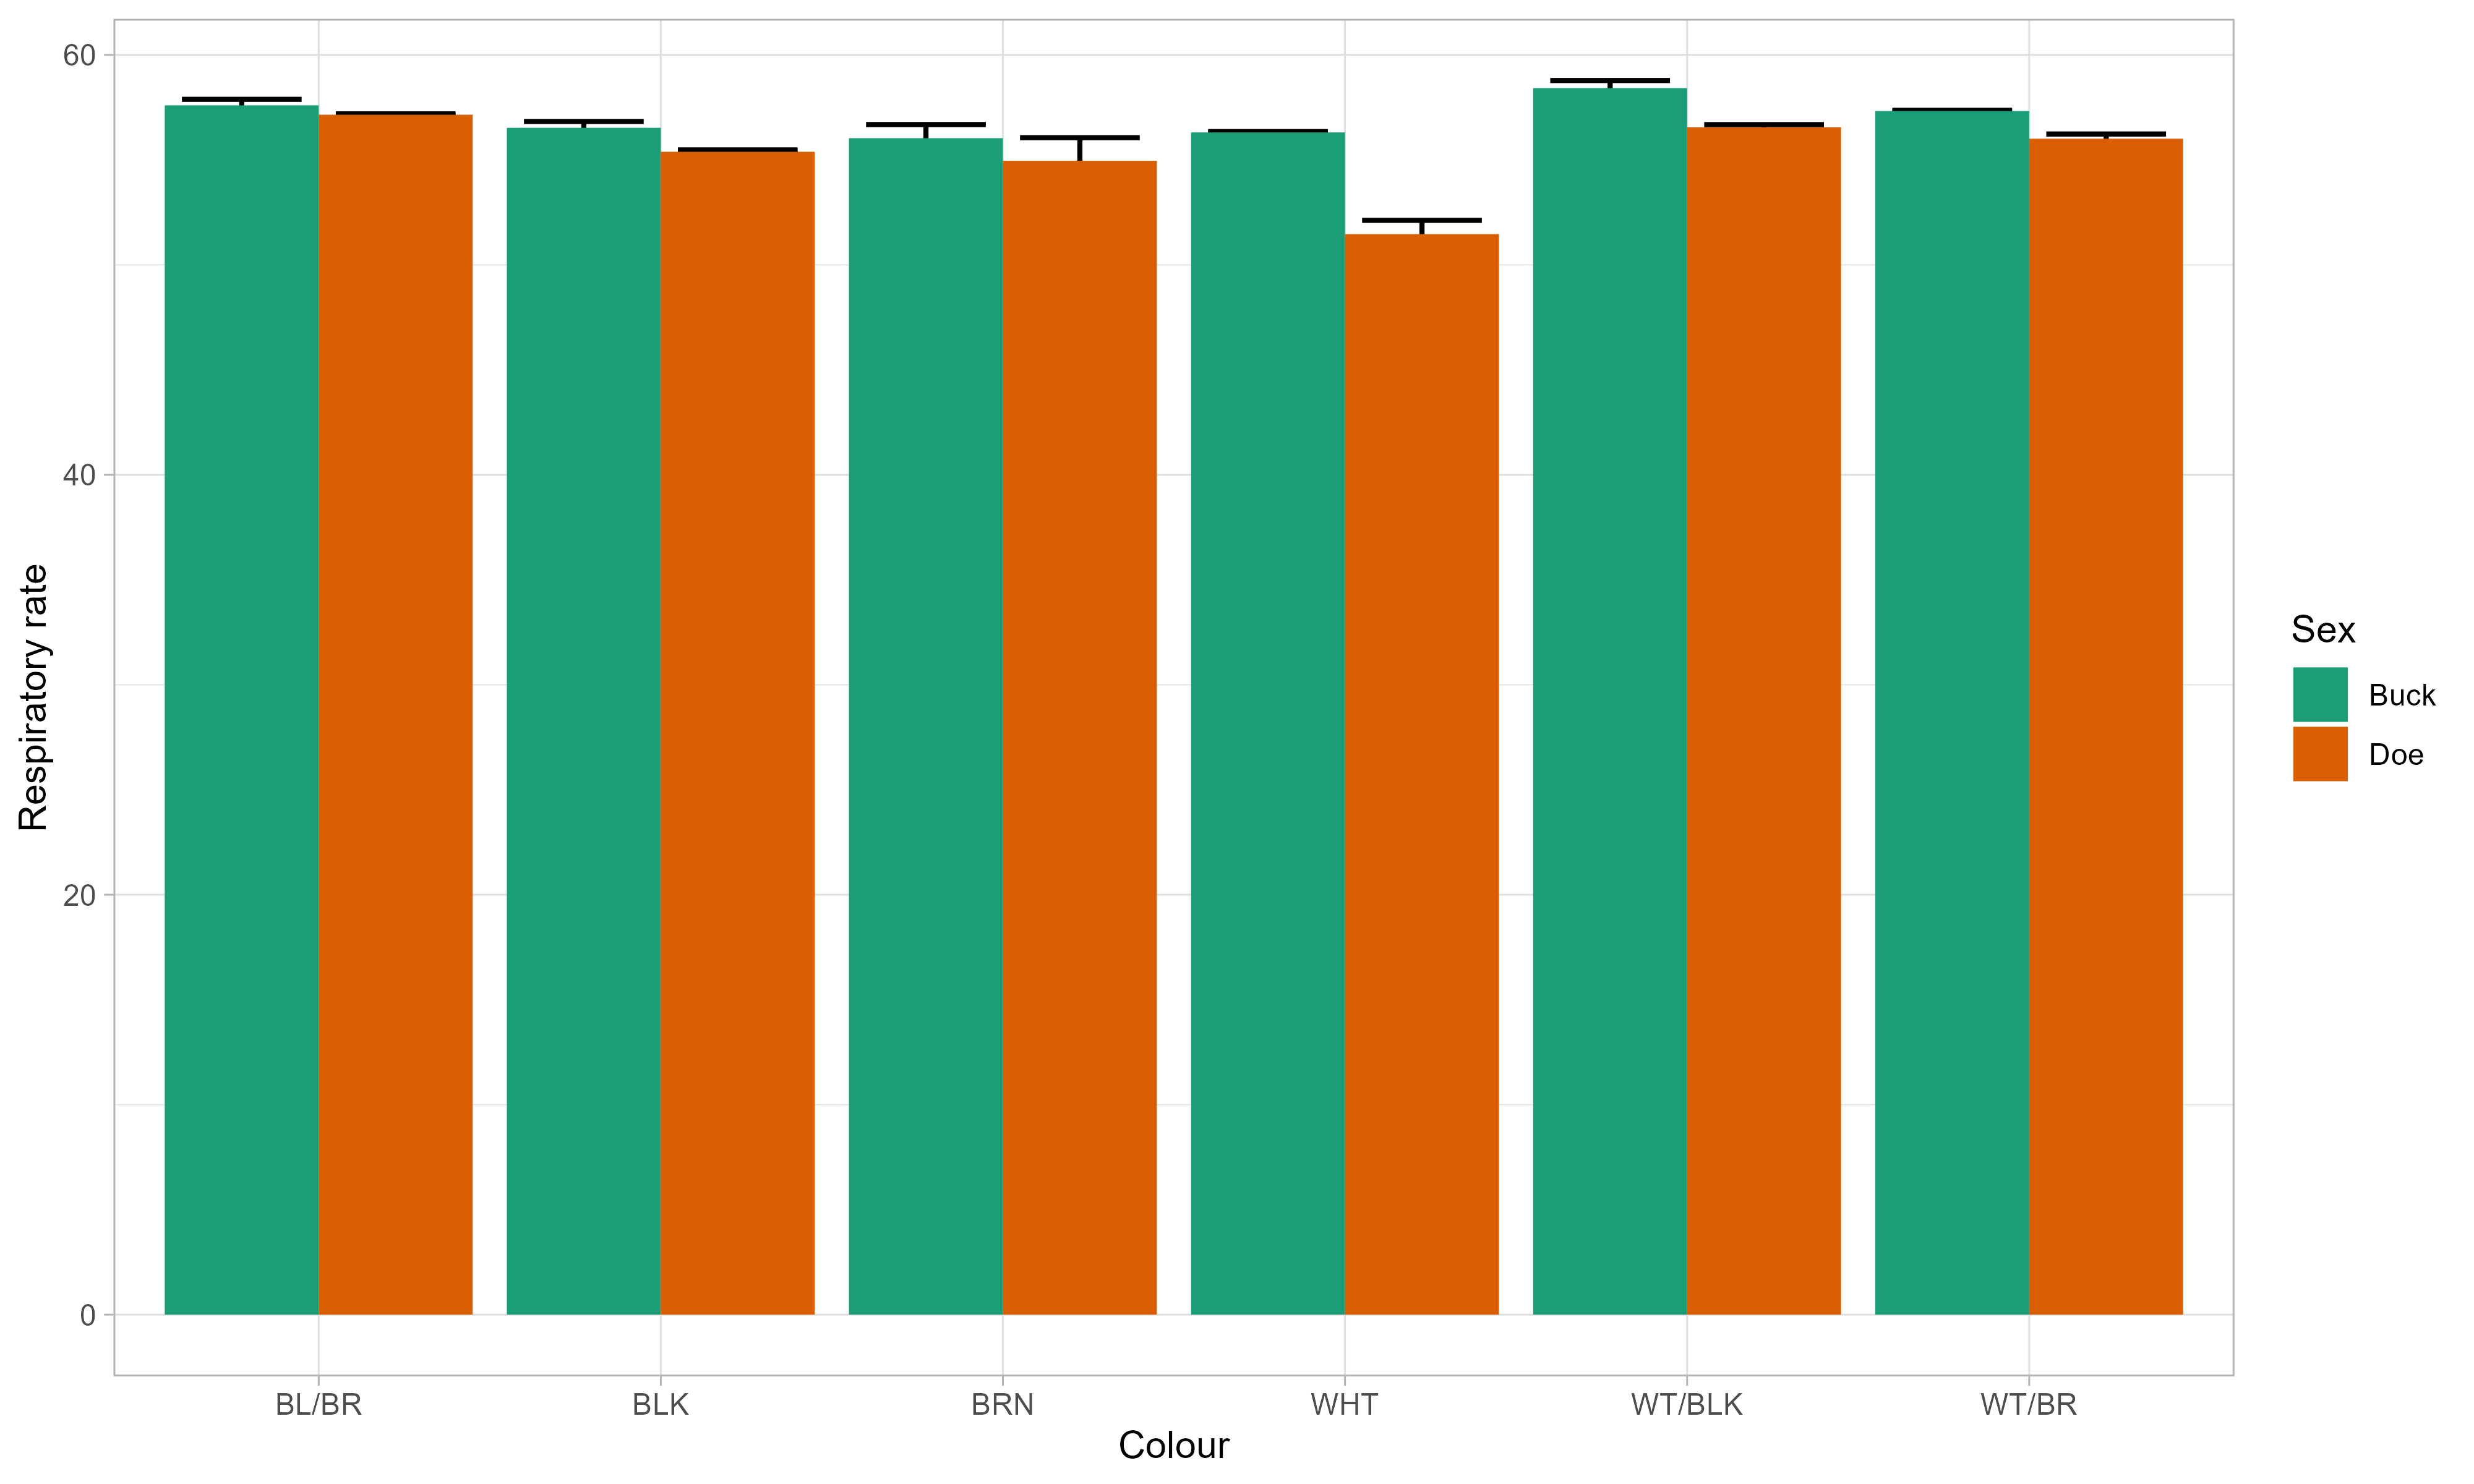 60
40
20
0
Respiratory rate
BL/BR
BLK
BRN
WHT
WT/BLK
WT/BR
Colour
Sex
Buck
Doe